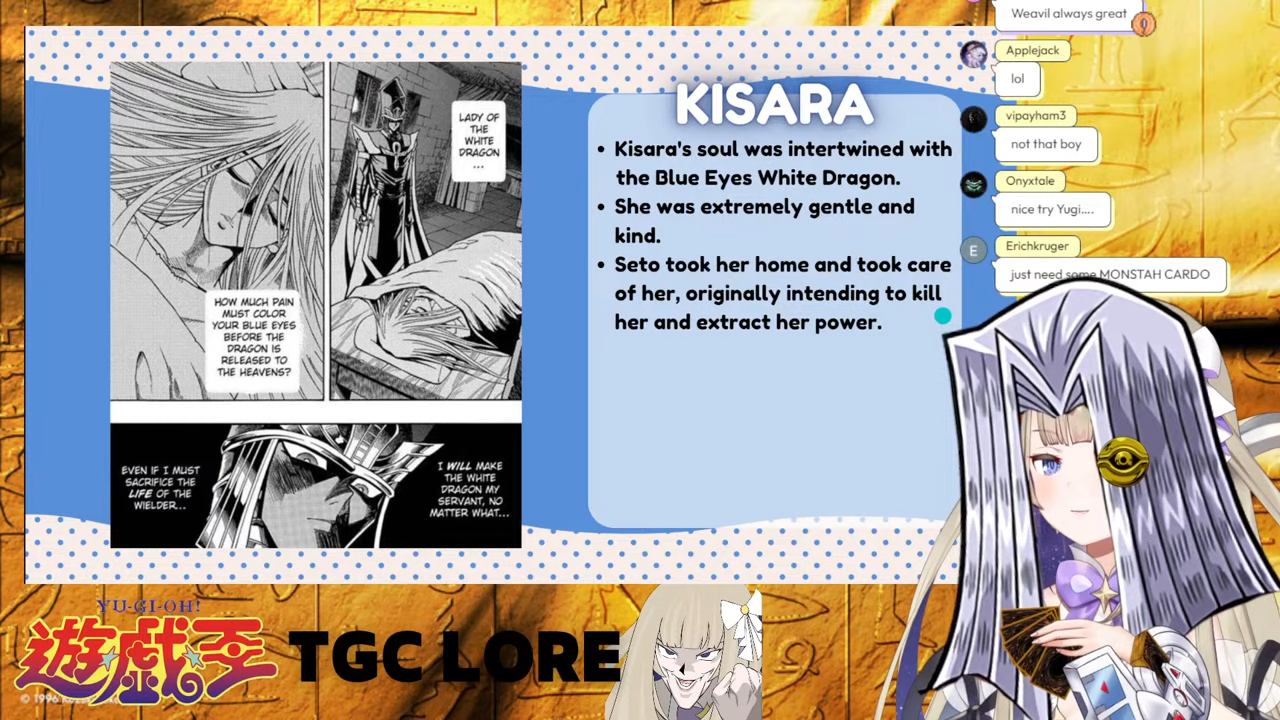 LADY OF
THE
WHITE
DRAGON
...
HOW MUCH PAIN
MUST COLOR
YOUR BLUE EYES
BEFORE THE
DRAGON IS
RELEASED TO
THE HEAVENS?
EVEN IF I MUST
SACRIFICE THE
LIFE OF THE
WIELDER...
I WILL MAKE
THE WHITE
DRAGON MY
SERVANT, NO
MATTER WHAT...
KISARA
• Kisara's soul was intertwined with
the Blue Eyes White Dragon.
• She was extremely gentle and
kind.
• Seto took her home and took care
of her, originally intending to kill
her and extract her power.
Weavil always great
Applejack
lol
vipayham3
not that boy
Onyxtale
nice try Yugi....
E
Erichkruger
just need some MONSTAH CARDO
YU-GI-OH!
遊戯王
© 1996
TGC LORE